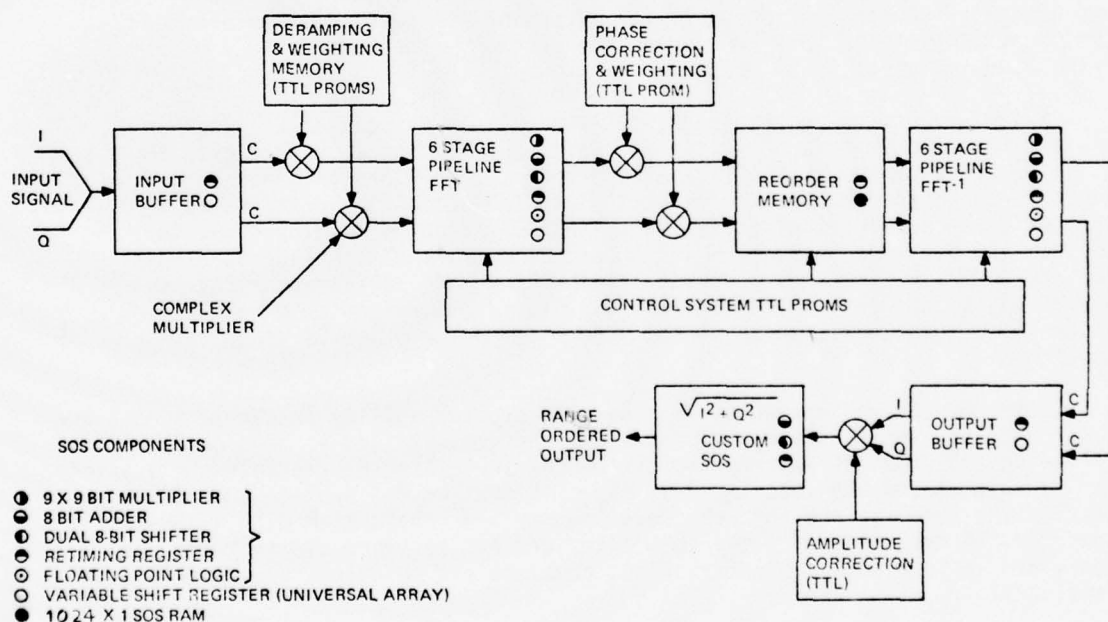 DERAMPING
& WEIGHTING
MEMORY
(TTL PROMS)
PHASE
CORRECTION
& WEIGHTING
(TTL PROM)
I
INPUT
SIGNAL
Q
INPUT
BUFFER
C
C
6 STAGE
PIPELINE
FFT
REORDER
MEMORY
6 STAGE
PIPELINE
FFT-1
COMPLEX
MULTIPLIER
CONTROL SYSTEM TTL PROMS
RANGE
ORDERED
OUTPUT
√I² + Q²
CUSTOM
SOS
I
Q
OUTPUT
BUFFER
C
C
AMPLITUDE
CORRECTION
(TTL)
SOS COMPONENTS
9 X 9 BIT MULTIPLIER
8 BIT ADDER
DUAL 8-BIT SHIFTER
RETIMING REGISTER
FLOATING POINT LOGIC
VARIABLE SHIFT REGISTER (UNIVERSAL ARRAY)
1024 X 1 SOS RAM